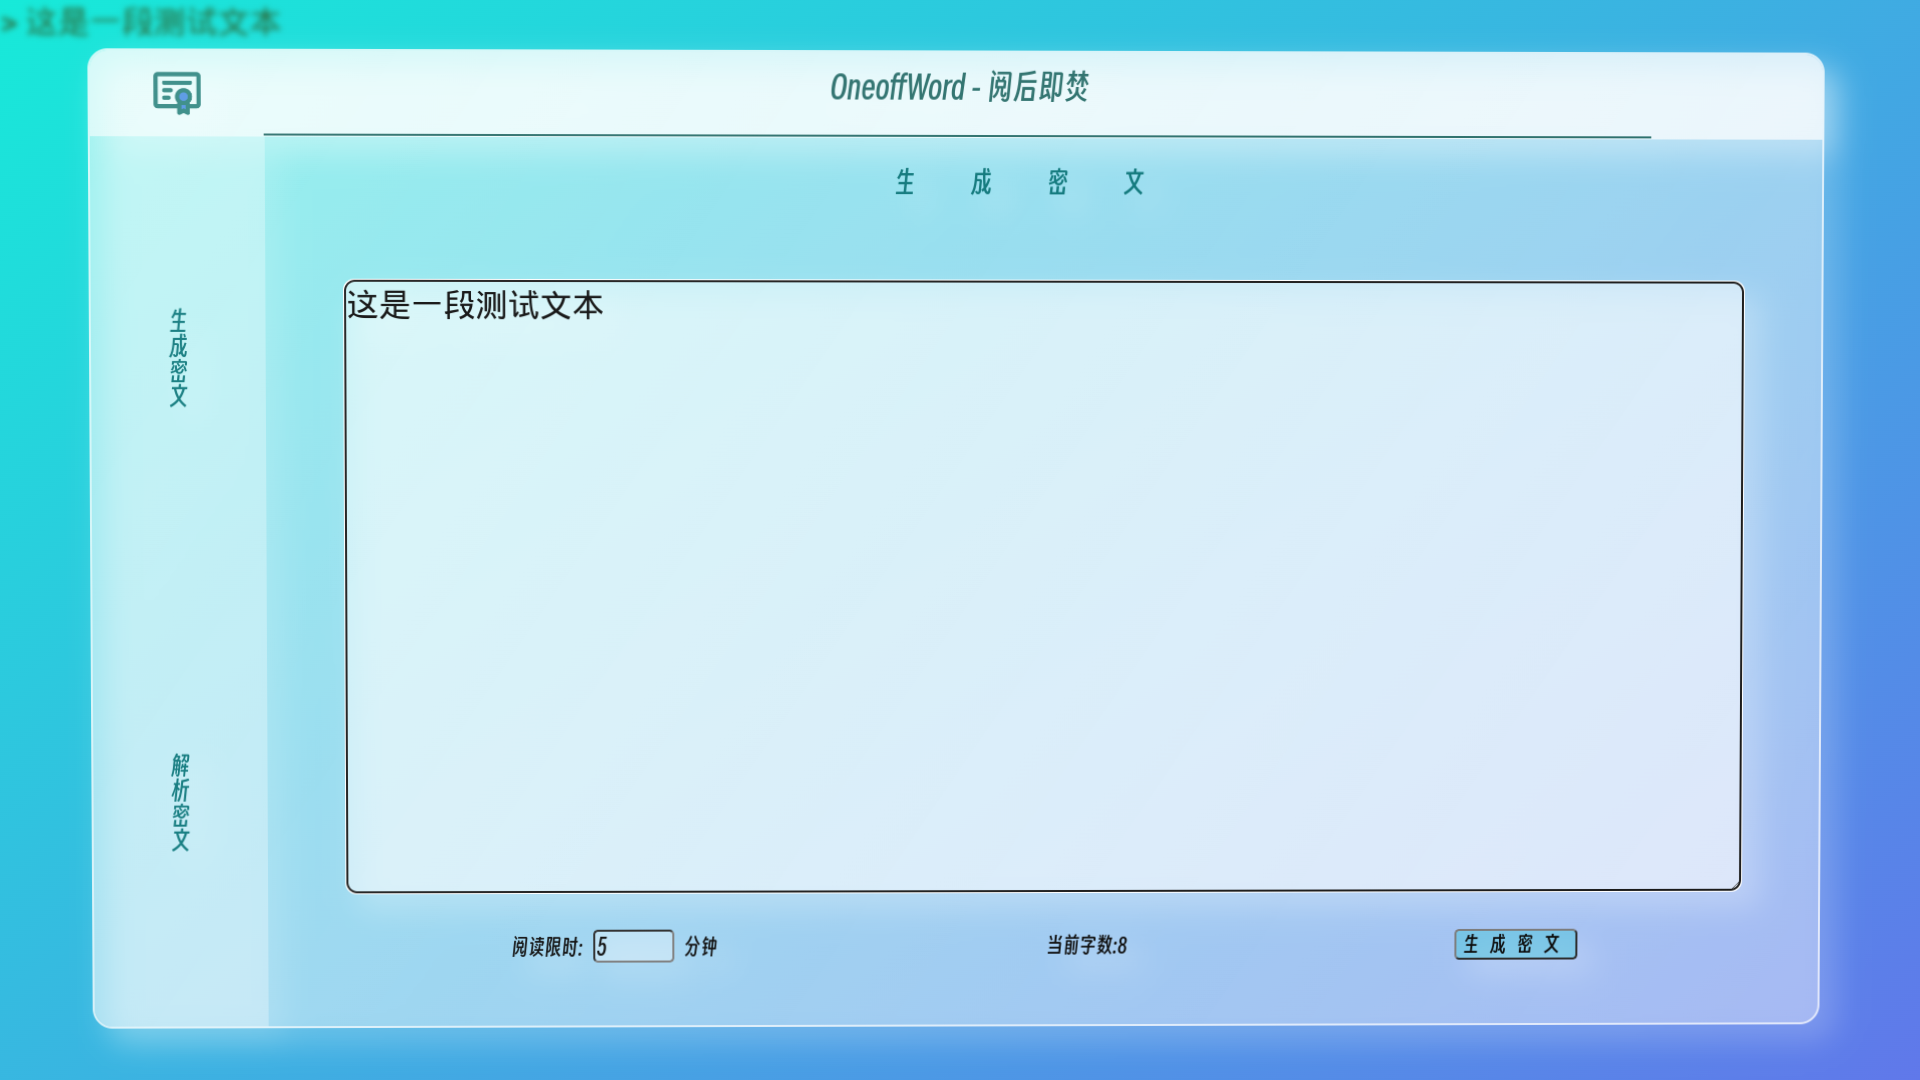 > 这是一段测试文本
OneoffWord - 阅后即焚
生成密文
这是一段测试文本
生成密文
解析密文
阅读限时: 5 分钟
当前字数:8
生成密文